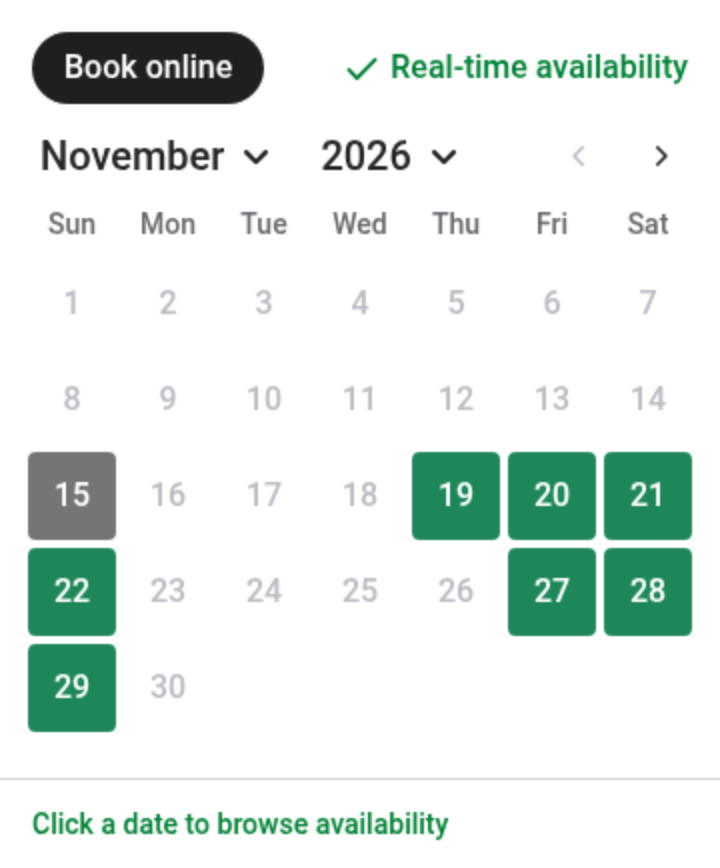 Book online
Real-time availability
November 2026
Sun Mon Tue Wed Thu Fri Sat
1 2 3 4 5 6 7
8 9 10 11 12 13 14
15 16 17 18 19 20 21
22 23 24 25 26 27 28
29 30
Click a date to browse availability